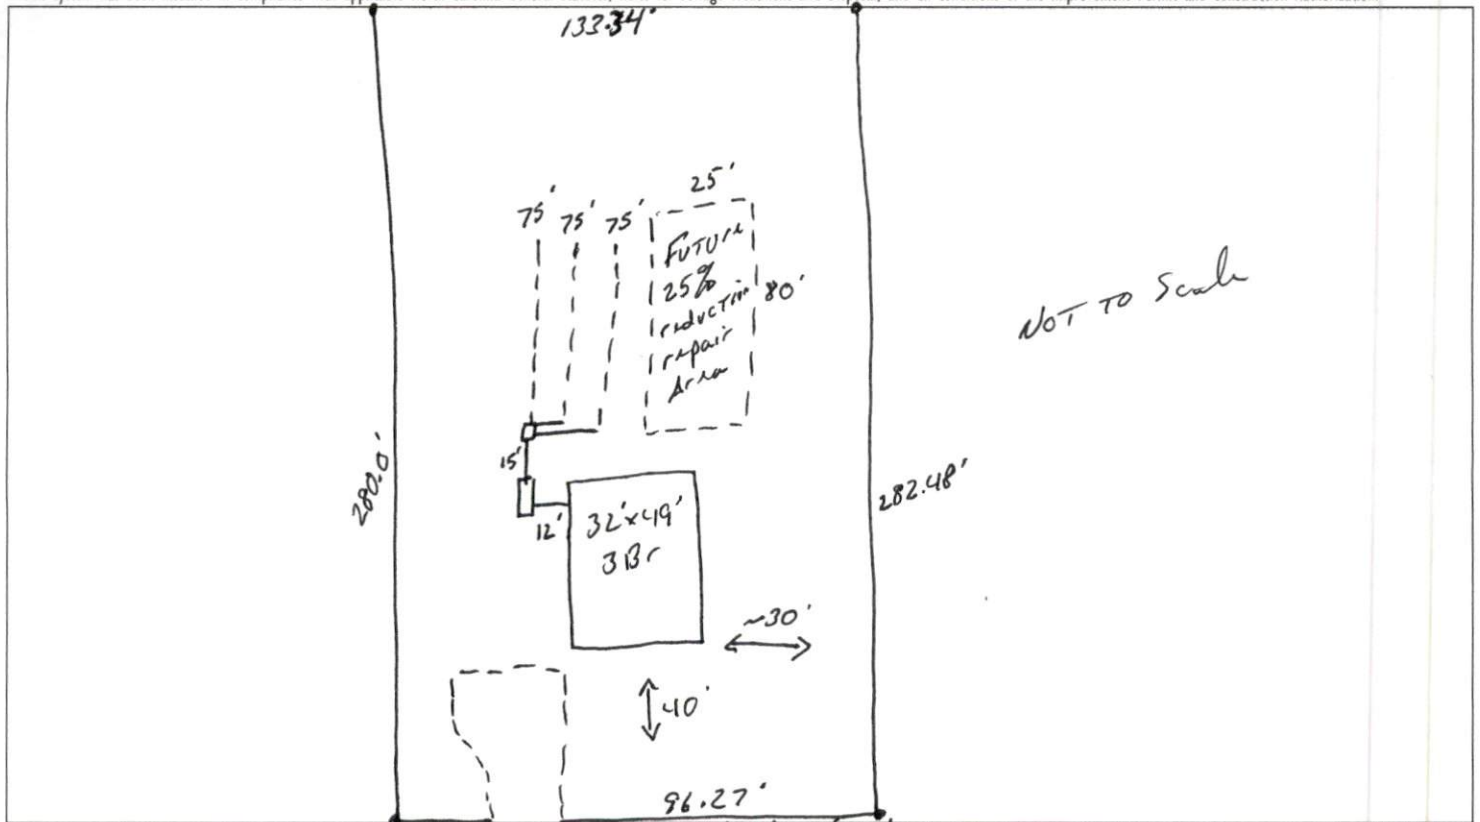 133.34'
25'
75' 75' 75'
Future
25%
reduction
repair
Area
80'
Not to Scale
280.0'
15'
282.48'
12'
32'x49'
3Br
~30'
40'
96.27'